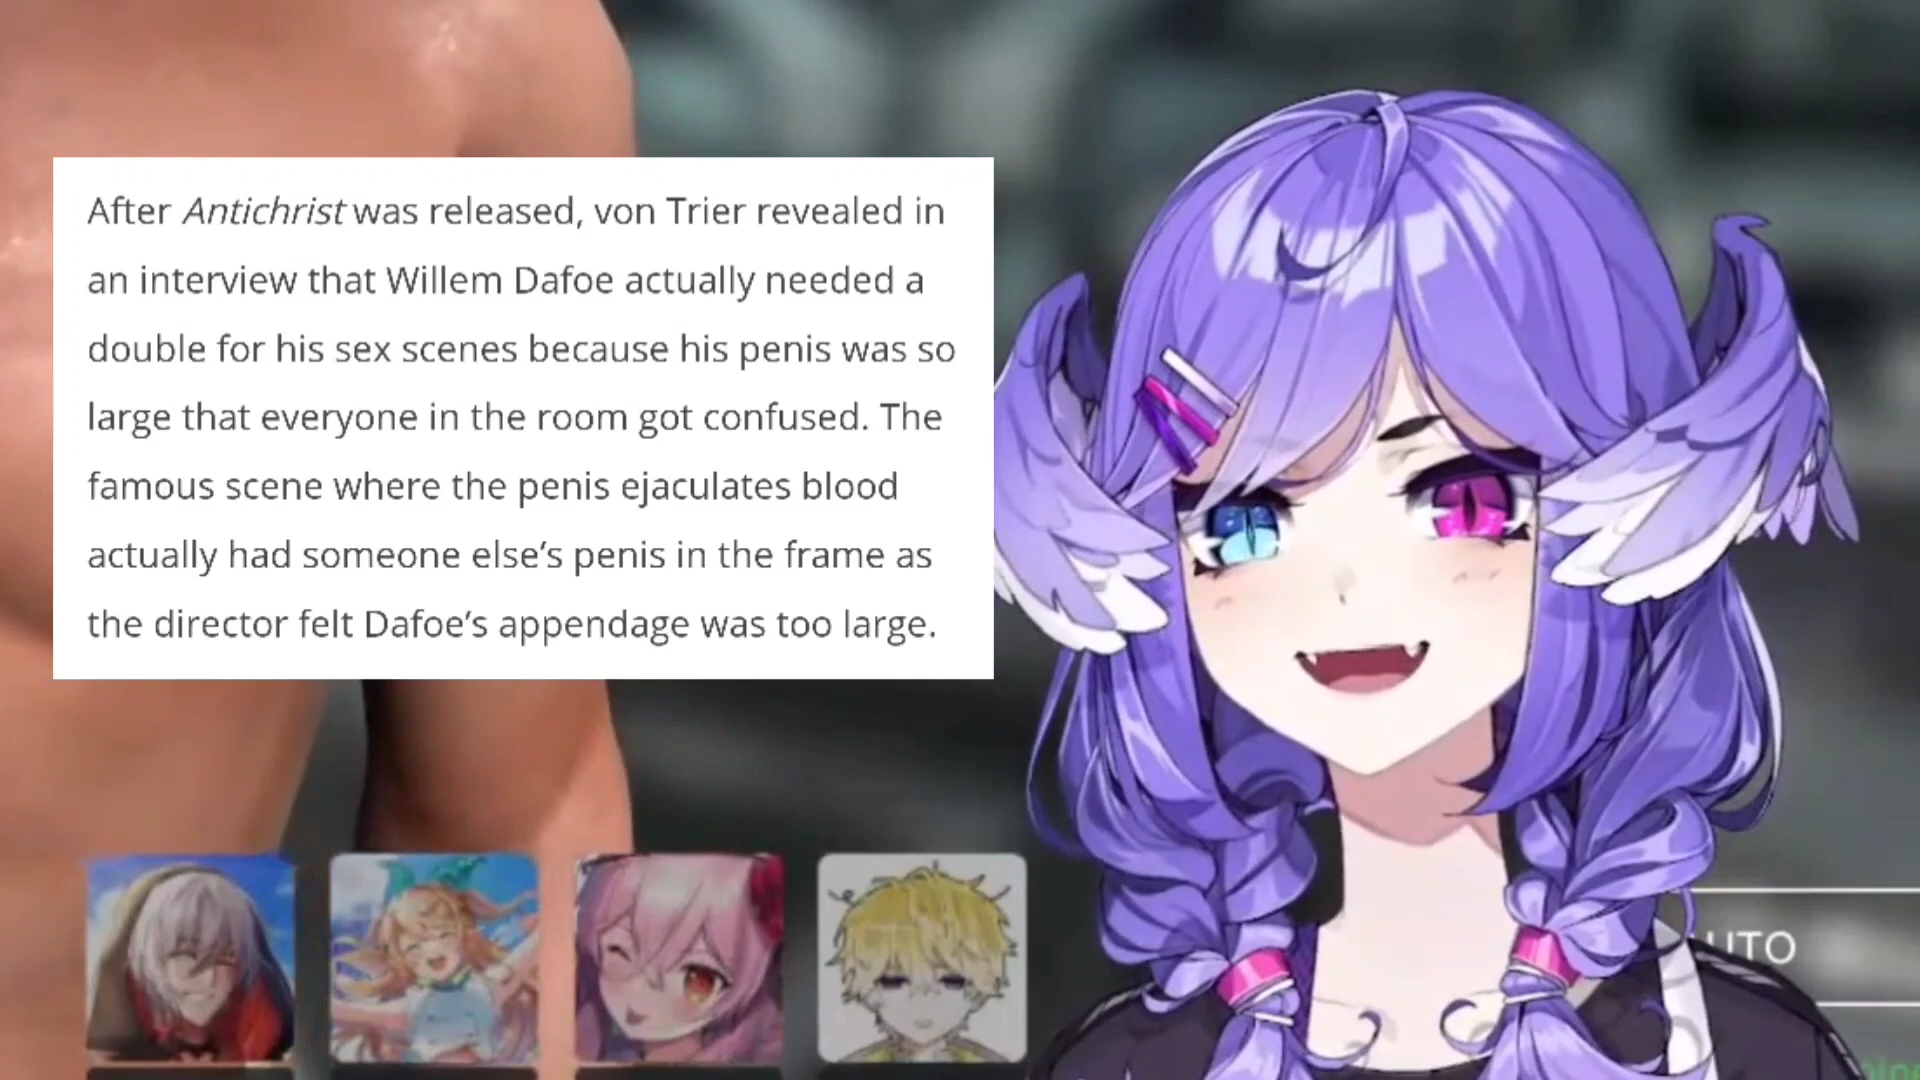 After Antichrist was released, von Trier revealed in
an interview that Willem Dafoe actually needed a
double for his sex scenes because his penis was so
large that everyone in the room got confused. The
famous scene where the penis ejaculates blood
actually had someone else’s penis in the frame as
the director felt Dafoe’s appendage was too large.